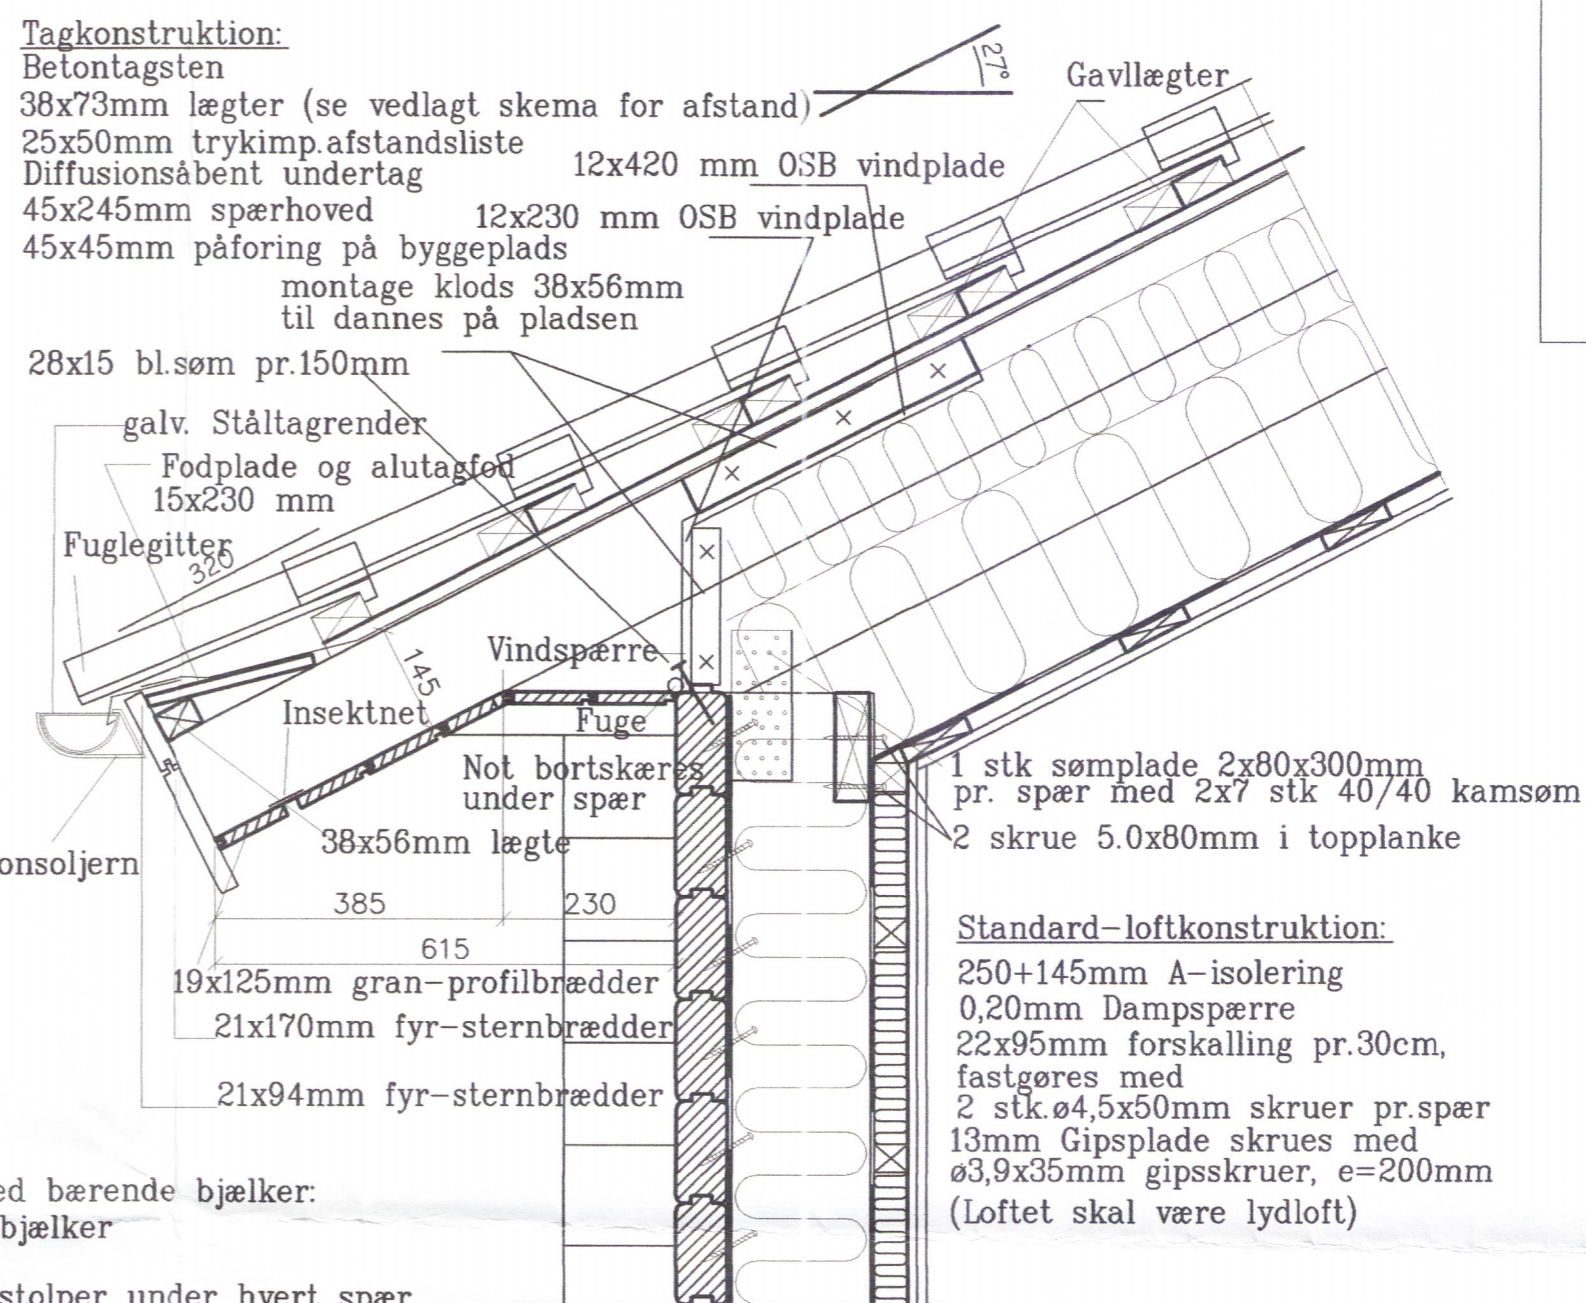 Tagkonstruktion:
Betontagsten
38x73mm lægter (se vedlagt skema for afstand)
25x50mm trykimp.afstandsliste
Diffusionsåbent undertag
45x245mm spærhoved
45x45mm påforing på byggeplads
27°
Gavllægter
12x420 mm OSB vindplade
12x230 mm OSB vindplade
montage klods 38x56mm
til dannes på pladsen
28x15 bl.søm pr.150mm
galv. Ståltagrender
Fodplade og alutagfod
15x230 mm
Fuglegitter
320
145
Vindspærre
Insektnet
Fuge
Not bortskæres
under spær
38x56mm lægte
onsoljern
385
230
615
19x125mm gran-profilbrædder
21x170mm fyr-sternbrædder
21x94mm fyr-sternbrædder
ed bærende bjælker:
bjælker
stolper under hvert spær
1 stk sømplade 2x80x300mm
pr. spær med 2x7 stk 40/40 kamsøm
2 skrue 5.0x80mm i topplanke
Standard-loftkonstruktion:
250+145mm A-isolering
0,20mm Dampspærre
22x95mm forskalling pr.30cm,
fastgøres med
2 stk.ø4,5x50mm skruer pr.spær
13mm Gipsplade skrues med
ø3,9x35mm gipsskruer, e=200mm
(Loftet skal være lydloft)